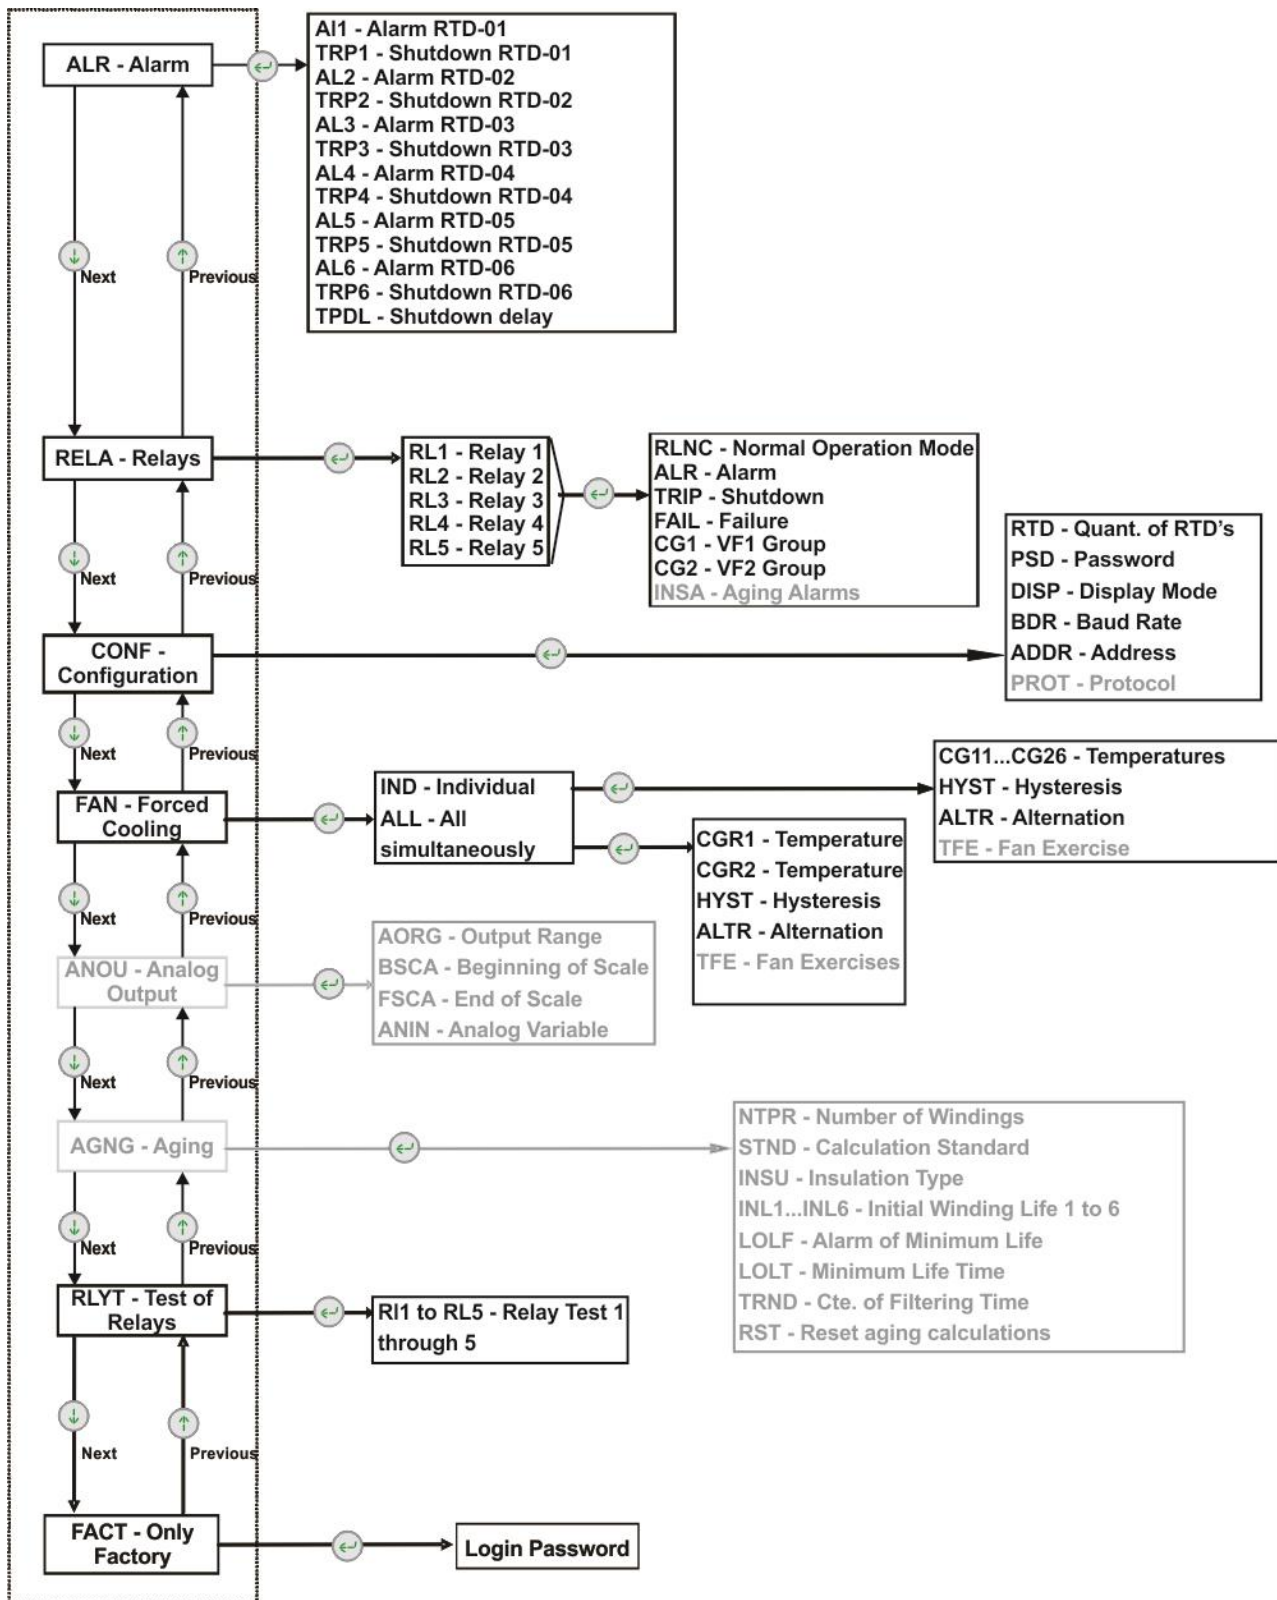 ALR - Alarm
AI1 - Alarm RTD-01
TRP1 - Shutdown RTD-01
AL2 - Alarm RTD-02
TRP2 - Shutdown RTD-02
AL3 - Alarm RTD-03
TRP3 - Shutdown RTD-03
AL4 - Alarm RTD-04
TRP4 - Shutdown RTD-04
AL5 - Alarm RTD-05
TRP5 - Shutdown RTD-05
AL6 - Alarm RTD-06
TRP6 - Shutdown RTD-06
TPDL - Shutdown delay
Next
Previous
RELA - Relays
RL1 - Relay 1
RL2 - Relay 2
RL3 - Relay 3
RL4 - Relay 4
RL5 - Relay 5
RLNC - Normal Operation Mode
ALR - Alarm
TRIP - Shutdown
FAIL - Failure
CG1 - VF1 Group
CG2 - VF2 Group
INSA - Aging Alarms
Next
Previous
CONF -
Configuration
RTD - Quant. of RTD's
PSD - Password
DISP - Display Mode
BDR - Baud Rate
ADDR - Address
PROT - Protocol
Next
Previous
FAN - Forced
Cooling
IND - Individual
ALL - All
simultaneously
CG11...CG26 - Temperatures
HYST - Hysteresis
ALTR - Alternation
TFE - Fan Exercise
CGR1 - Temperature
CGR2 - Temperature
HYST - Hysteresis
ALTR - Alternation
TFE - Fan Exercises
Next
Previous
ANOU - Analog
Output
AORG - Output Range
BSCA - Beginning of Scale
FSCA - End of Scale
ANIN - Analog Variable
Next
Previous
AGNG - Aging
NTPR - Number of Windings
STND - Calculation Standard
INSU - Insulation Type
INL1...INL6 - Initial Winding Life 1 to 6
LOLF - Alarm of Minimum Life
LOLT - Minimum Life Time
TRND - Cte. of Filtering Time
RST - Reset aging calculations
Next
Previous
RLYT - Test of
Relays
RI1 to RL5 - Relay Test 1
through 5
Next
Previous
FACT - Only
Factory
Login Password